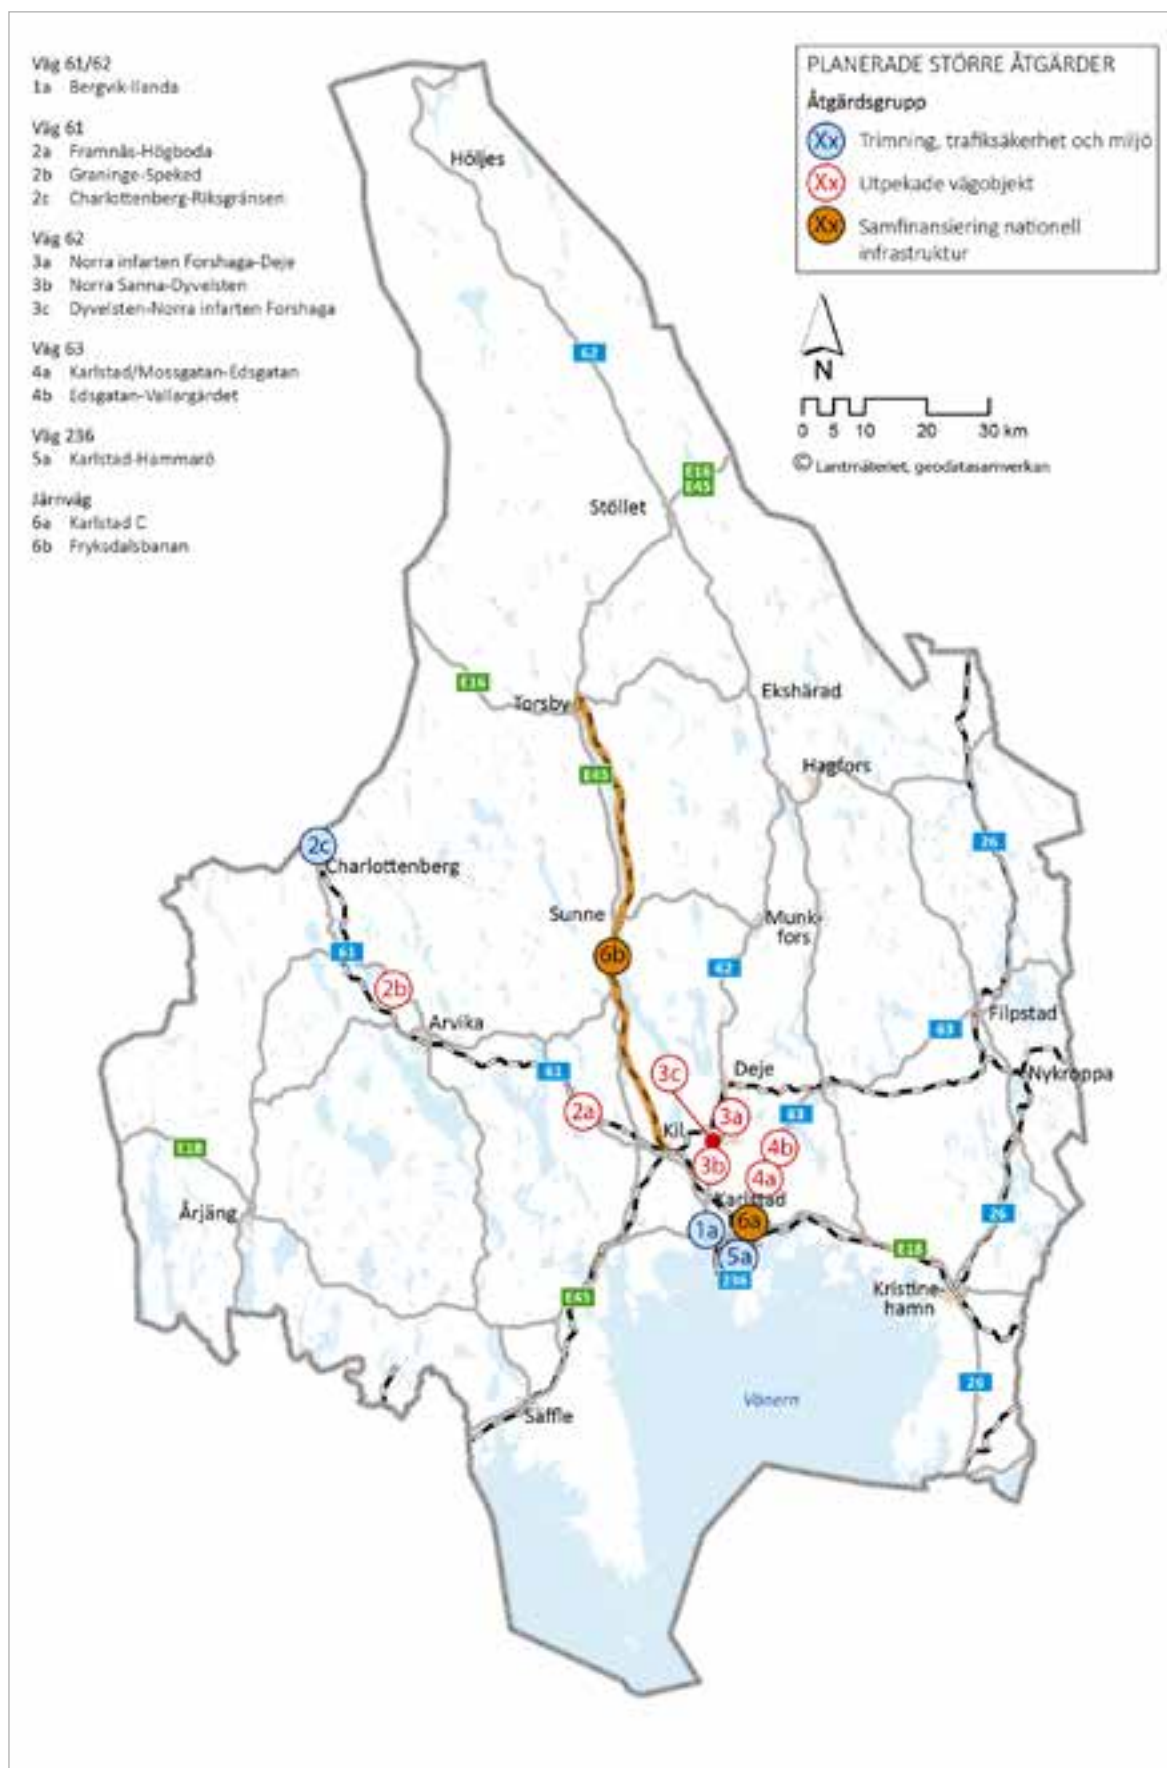 Väg 61/62
1a Bergvik-Ilanda
Väg 61
2a Framnäs-Högboda
2b Graninge-Speked
2c Charlottenberg-Riksgränsen
Väg 62
3a Norra infarten Forshaga-Deje
3b Norra Sanna-Dyvelsten
3c Dyvelsten-Norra infarten Forshaga
Väg 63
4a Karlstad/Mossgatan-Edsgatan
4b Edsgatan-Vallargärdet
Väg 236
5a Karlstad-Hammarö
Järnväg
6a Karlstad C
6b Fryksdalsbanan
PLANERADE STÖRRE ÅTGÄRDER
Åtgärdsgrupp
Xx Trimning, trafiksäkerhet och miljö
Xx Utpekade vägobjekt
Xx Samfinansiering nationell
infrastruktur
N
0 5 10 20 30 km
© Lantmäteriet, geodatasamverkan
Höljes
62
E16
E45
Stöllet
E16
Torsby
Ekshärad
E45
Hagfors
26
2c
Charlottenberg
Sunne
Munk-
fors
61
6b
62
2b
Arvika
Filipstad
63
61
3c
Deje
Nykroppa
2a
3a
63
Kil
4b
E18
3b
4a
Årjäng
Karlstad
26
1a
6a
5a
E18
236
Kristine-
hamn
E45
26
Säffle
Vänern